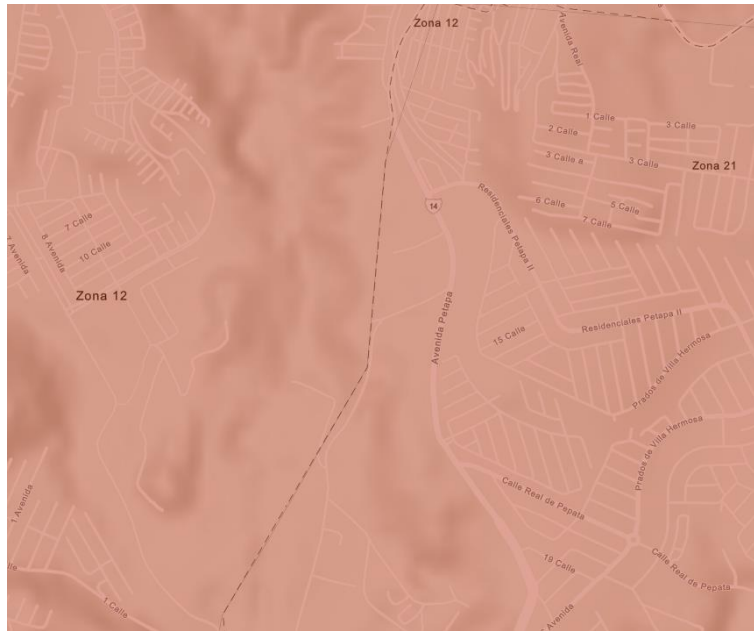 Zona 12
Avenida Real
1 Calle
3 Calle
2 Calle
3 Calle a
3 Calle
Zona 21
14
Residenciales Petapa II
6 Calle
5 Calle
7 Calle
7 Calle
8 Avenida
10 Calle
Avenida
Zona 12
Avenida Petapa
15 Calle
Residenciales Petapa II
Prados de Villa Hermosa
Prados de Villa Hermosa
Calle Real de Pepata
1 Avenida
19 Calle
Calle Real de Pepata
1 Calle
Avenida